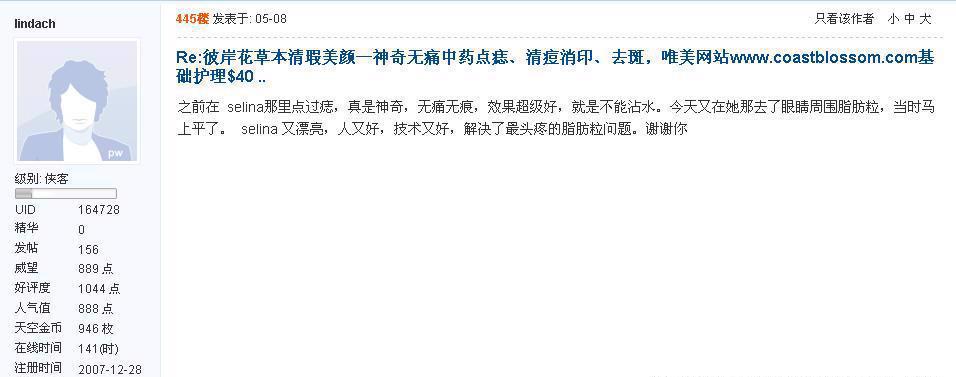 lindach
445楼 发表于: 05-08 只看该作者 小 中 大
Re:彼岸花草本清瑕美颜—神奇无痛中药点痣、清痘消印、去斑，唯美网站www.coastblossom.com基
础护理$40 ..
之前在 selina那里点过痣，真是神奇，无痛无痕，效果超级好，就是不能沾水。今天又在她那去了眼睛周围脂肪粒，当时马
上平了。 selina 又漂亮，人又好，技术又好，解决了最头疼的脂肪粒问题。谢谢你
pw
级别: 侠客
UID 164728
精华 0
发帖 156
威望 889 点
好评度 1044 点
人气值 888 点
天空金币 946 枚
在线时间 141(时)
注册时间 2007-12-28